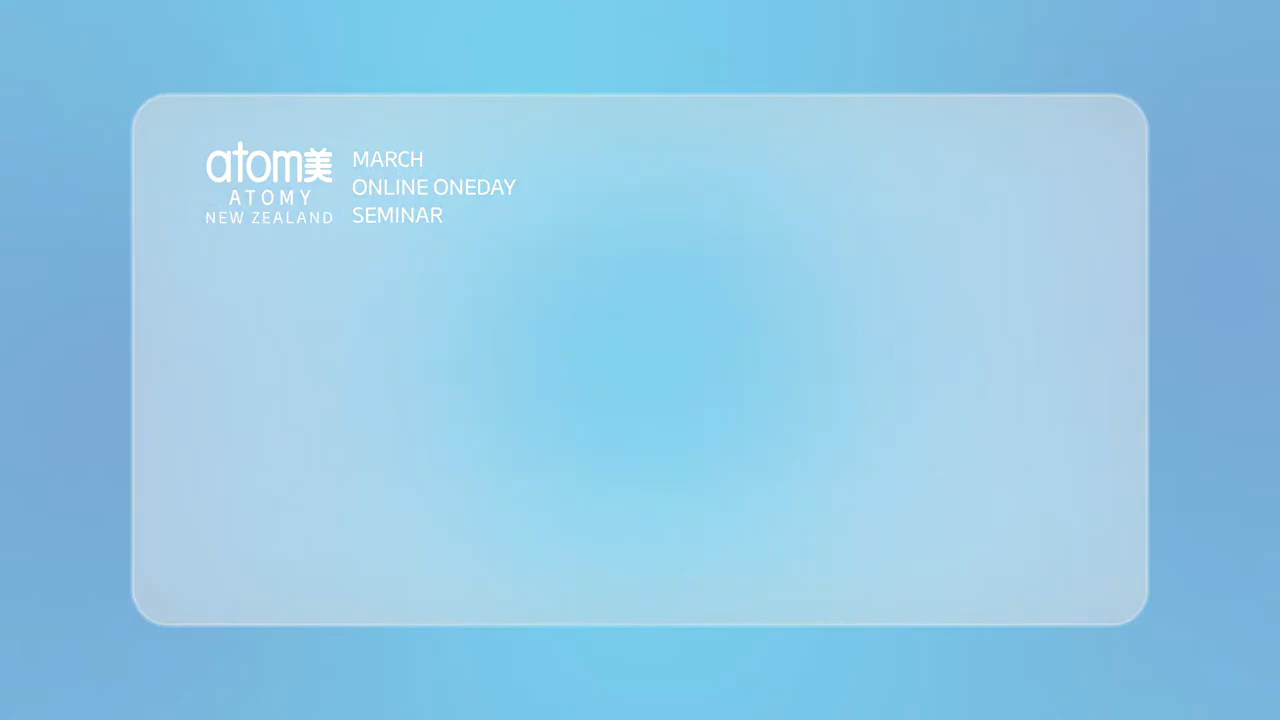 atom美
ATOMY
NEW ZEALAND
MARCH
ONLINE ONEDAY
SEMINAR